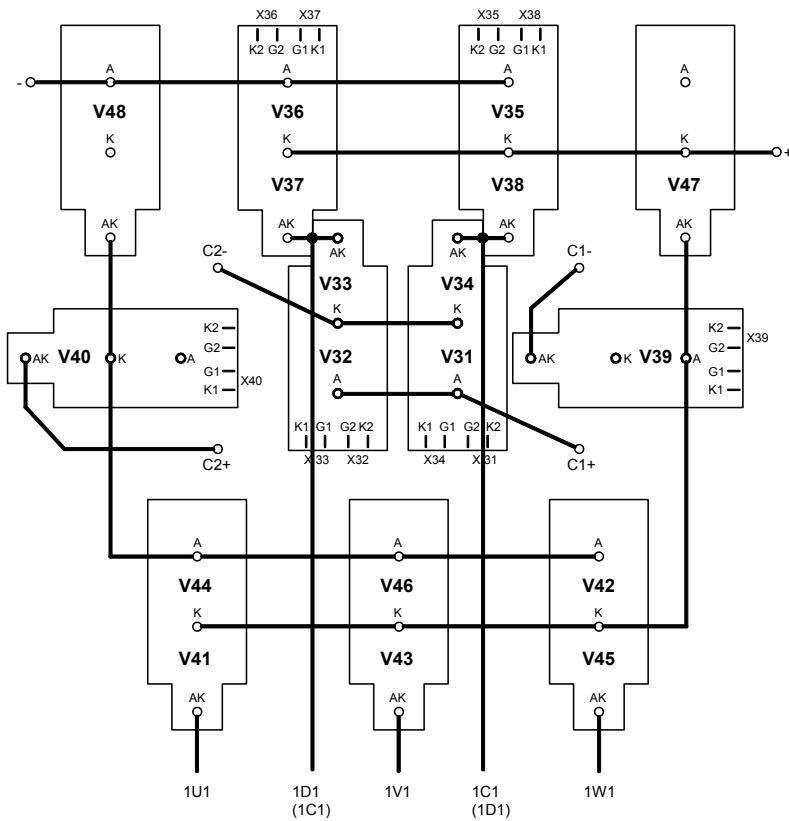 X36 X37 X35 X38
K2 G2 G1 K1 K2 G2 G1 K1
A A A A
- +
V48 V36 V35 V47
K K K K
V37 V38
AK AK AK AK AK AK
C2- C1-
V33 V34
K K
K2 K2
G2 X39
AK V40 K A G2 AK K V39 A
G1 V32 V31 G1
K1 X40 K1
A A
K1 G1 G2 K2 K1 G1 G2 K2
X33 X32 X34 X31
C2+ C1+
A A A
V44 V46 V42
K K K
V41 V43 V45
AK AK AK
1U1 1D1 1V1 1C1 1W1
(1C1) (1D1)